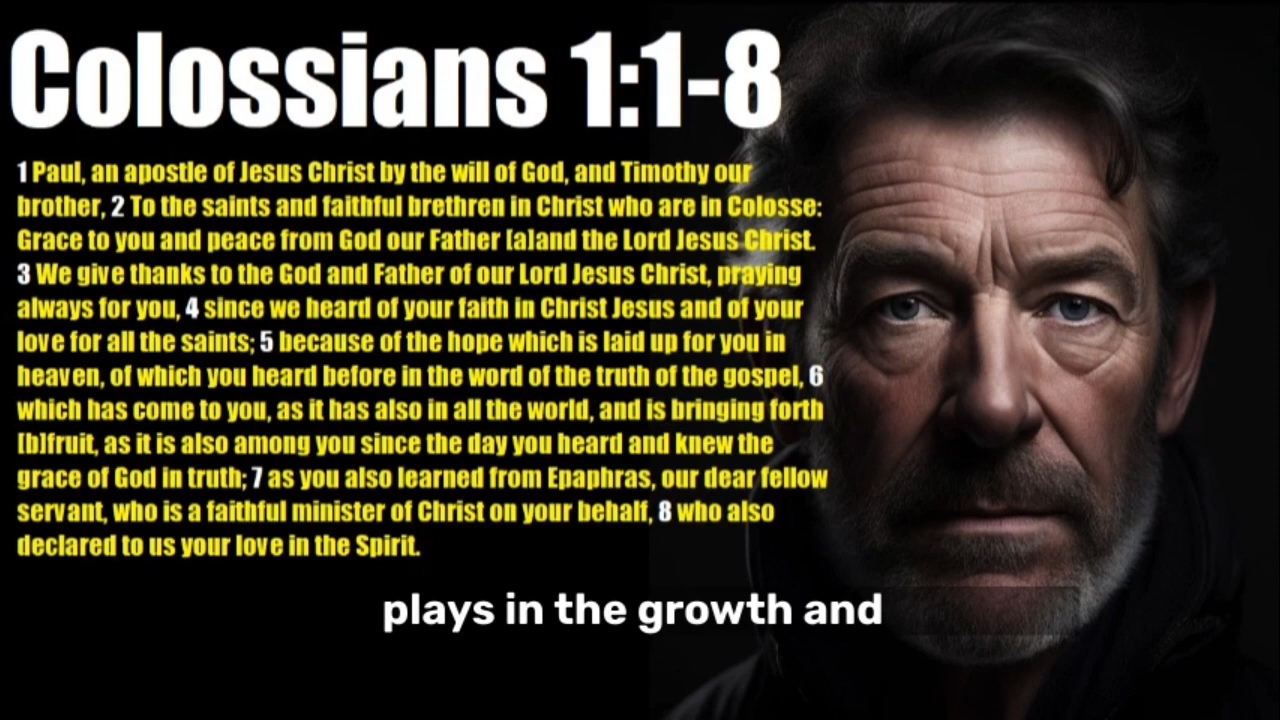 Colossians 1:1-8
1 Paul, an apostle of Jesus Christ by the will of God, and Timothy our
brother, 2 To the saints and faithful brethren in Christ who are in Colosse:
Grace to you and peace from God our Father [a]and the Lord Jesus Christ.
3 We give thanks to the God and Father of our Lord Jesus Christ, praying
always for you, 4 since we heard of your faith in Christ Jesus and of your
love for all the saints; 5 because of the hope which is laid up for you in
heaven, of which you heard before in the word of the truth of the gospel, 6
which has come to you, as it has also in all the world, and is bringing forth
[b]fruit, as it is also among you since the day you heard and knew the
grace of God in truth; 7 as you also learned from Epaphras, our dear fellow
servant, who is a faithful minister of Christ on your behalf, 8 who also
declared to us your love in the Spirit.
plays in the growth and